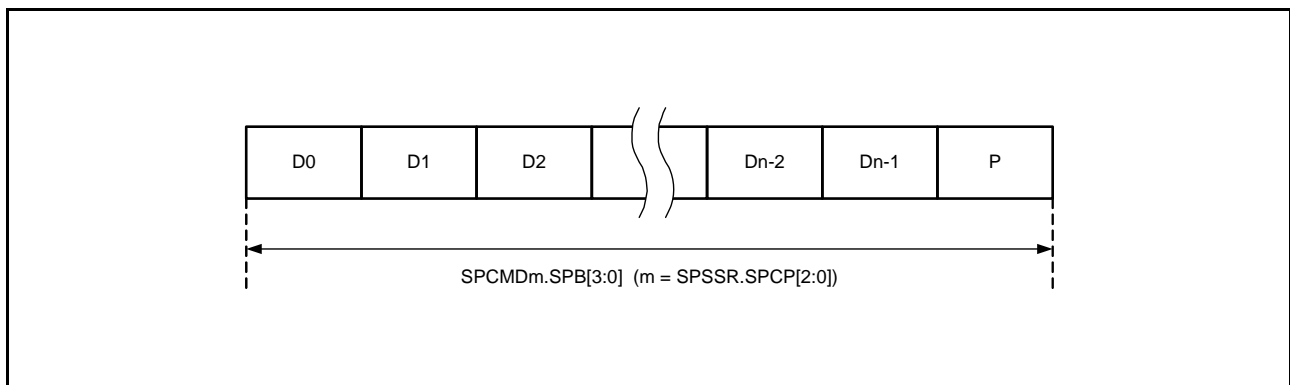 D0 D1 D2 Dn-2 Dn-1 P
SPCMDm.SPB[3:0] (m = SPSSR.SPCP[2:0])